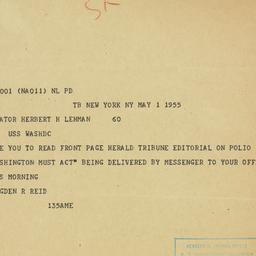 001 (NA011) NL PD
TB NEW YORK NY MAY 1 1955
ATOR HERBERT H LEHMAN 60
USS WASHDC
E YOU TO READ FRONT PAGE HERALD TRIBUNE EDITORIAL ON POLIO
SHINGTON MUST ACT" BEING DELIVERED BY MESSENGER TO YOUR OFF
S MORNING
GDEN R REID
135AME